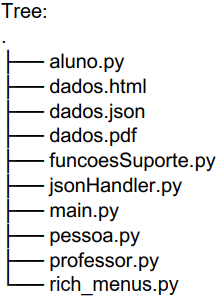 Tree:
.
├── aluno.py
├── dados.html
├── dados.json
├── dados.pdf
├── funcoesSuporte.py
├── jsonHandler.py
├── main.py
├── pessoa.py
├── professor.py
└── rich_menus.py